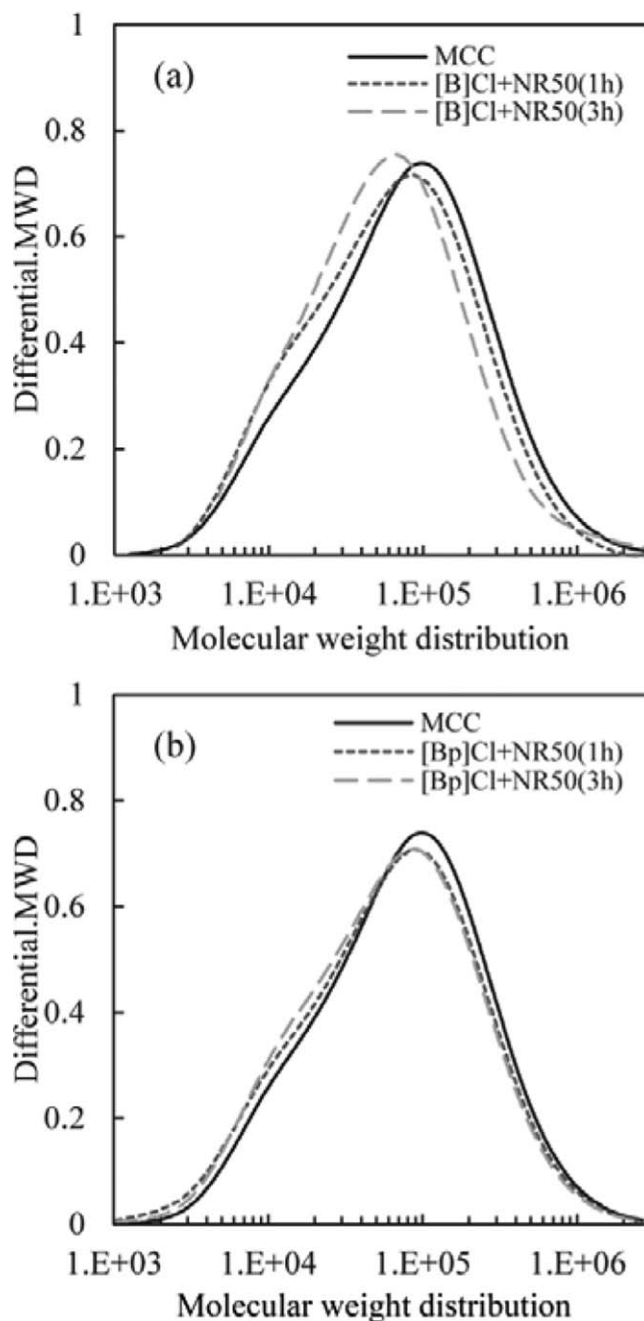 1
(a)
MCC
[B]Cl+NR50(1h)
[B]Cl+NR50(3h)
0.8
0.6
0.4
0.2
0
Differential.MWD
1.E+03 1.E+04 1.E+05 1.E+06
Molecular weight distribution
1
(b)
MCC
[Bp]Cl+NR50(1h)
[Bp]Cl+NR50(3h)
0.8
0.6
0.4
0.2
0
Differential.MWD
1.E+03 1.E+04 1.E+05 1.E+06
Molecular weight distribution